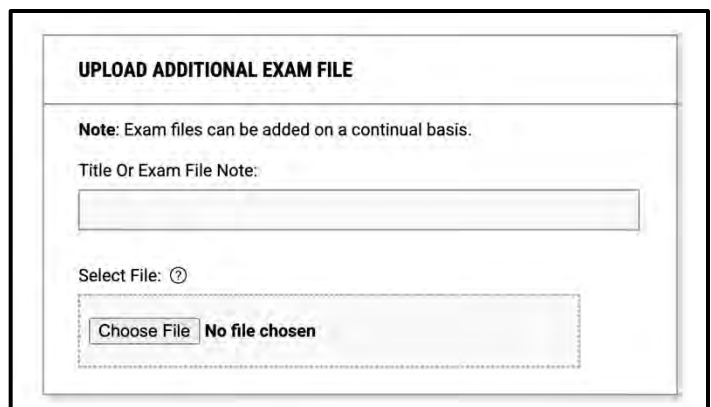 UPLOAD ADDITIONAL EXAM FILE
Note: Exam files can be added on a continual basis.
Title Or Exam File Note:
Select File: ?
Choose File No file chosen